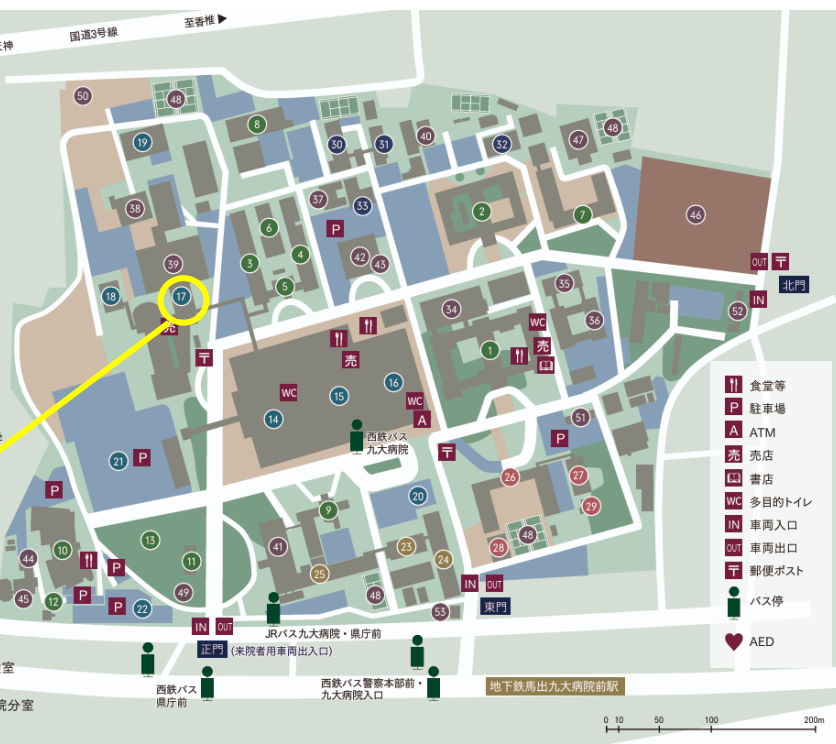 至香椎 ▶
国道3号線
神
50
48
8
19
30
31
40
32
47
48
38
37
33
P
6
2
7
46
3
4
42
43
39
5
18
17
売
OUT
〒
北門
IN
52
35
36
34
WC
売
1
〒
WC
14
15
16
WC
A
売
西鉄バス
九大病院
21
P
P
〒
51
P
26
27
29
28
48
20
9
13
11
10
44
45
12
P
P
P
22
49
41
25
23
24
48
53
IN
OUT
東門
IN
OUT
正門
(来院者用車両出入口)
JRバス九大病院・県庁前
西鉄バス
県庁前
西鉄バス警察本部前・
九大病院入口
地下鉄馬出九大病院前駅
室
院分室
食堂等
P 駐車場
A ATM
売 売店
書店
WC 多目的トイレ
IN 車両入口
OUT 車両出口
〒 郵便ポスト
バス停
AED
0 10 50 100 200m